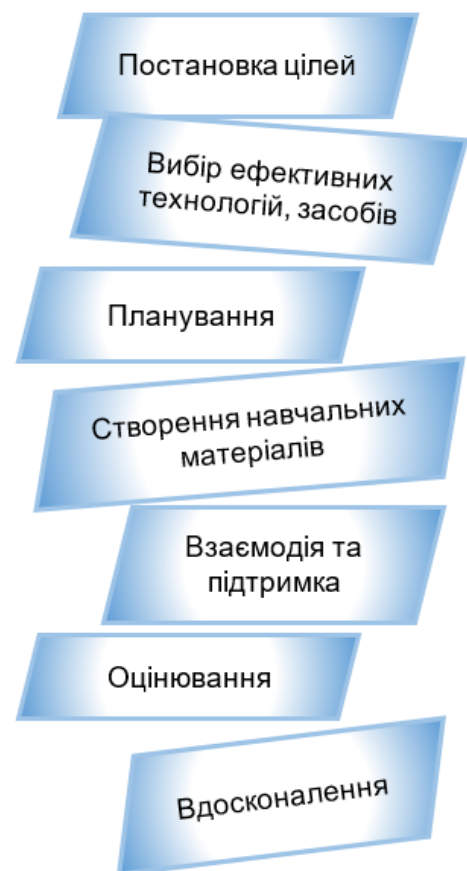 Постановка цілей
Вибір ефективних
технологій, засобів
Планування
Створення навчальних
матеріалів
Взаємодія та
підтримка
Оцінювання
Вдосконалення